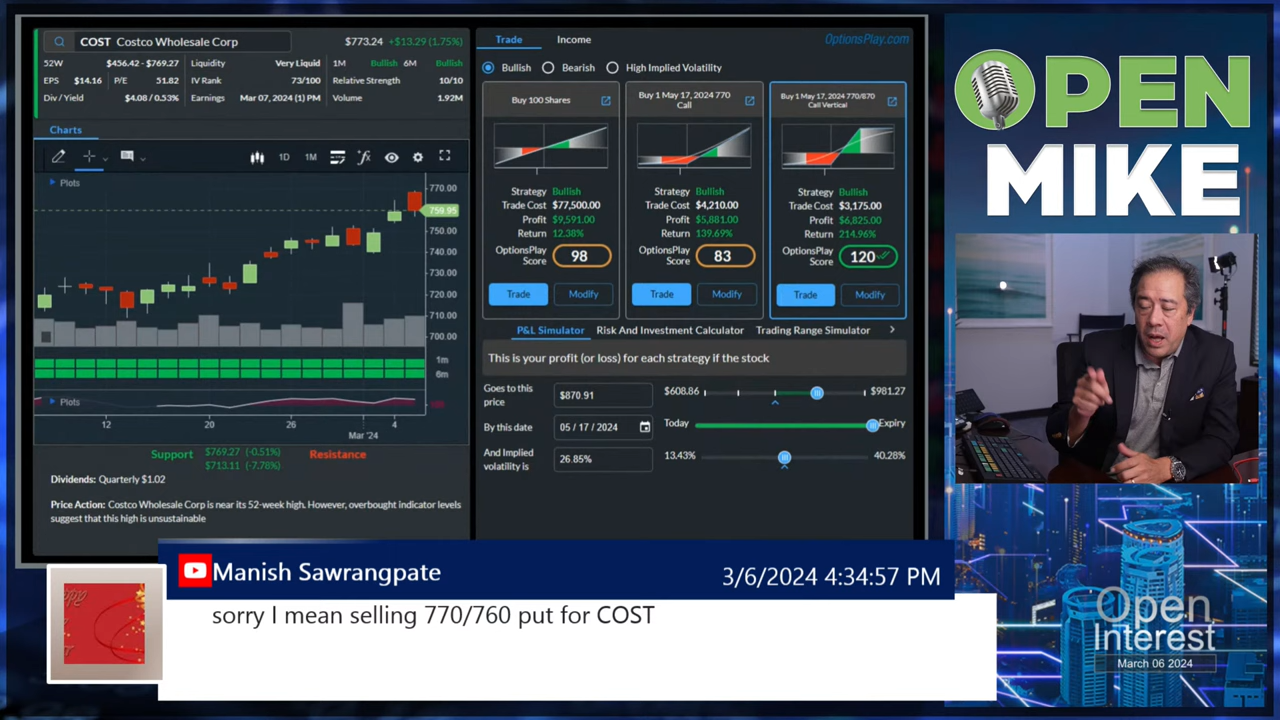 COST Costco Wholesale Corp
$773.24 +$13.29 (1.75%)
52W $456.42 - $769.27 Liquidity Very Liquid 1M Bullish 6M Bullish
EPS $14.16 P/E 51.82 IV Rank 73/100 Relative Strength 10/10
Div/Yield $4.08 / 0.53% Earnings Mar 07, 2024 (1) PM Volume 1.92M
Charts
1D 1M
Plots
770.00
759.95
750.00
740.00
730.00
720.00
710.00
700.00
1m
6m
Plots
12 20 26 4
Mar '24
Support $769.27 (-0.51%) Resistance
$713.11 (-7.78%)
Dividends: Quarterly $1.02
Price Action: Costco Wholesale Corp is near its 52-week high. However, overbought indicator levels
suggest that this high is unsustainable
Trade Income OptionsPlay.com
Bullish Bearish High Implied Volatility
Buy 100 Shares
Strategy Bullish
Trade Cost $77,500.00
Profit $9,591.00
Return 12.38%
OptionsPlay
Score 98
Trade Modify
Buy 1 May 17, 2024 770
Call
Strategy Bullish
Trade Cost $4,210.00
Profit $5,881.00
Return 139.69%
OptionsPlay
Score 83
Trade Modify
Buy 1 May 17, 2024 770/870
Call Vertical
Strategy Bullish
Trade Cost $3,175.00
Profit $6,825.00
Return 214.96%
OptionsPlay
Score 120
Trade Modify
P&L Simulator Risk And Investment Calculator Trading Range Simulator
This is your profit (or loss) for each strategy if the stock
Goes to this
price $870.91 $608.86 $981.27
By this date 05 / 17 / 2024 Today Expiry
And Implied
volatility is 26.85% 13.43% 40.28%
OPEN
MIKE
Manish Sawrangpate 3/6/2024 4:34:57 PM
sorry I mean selling 770/760 put for COST
Open
Interest
March 06 2024